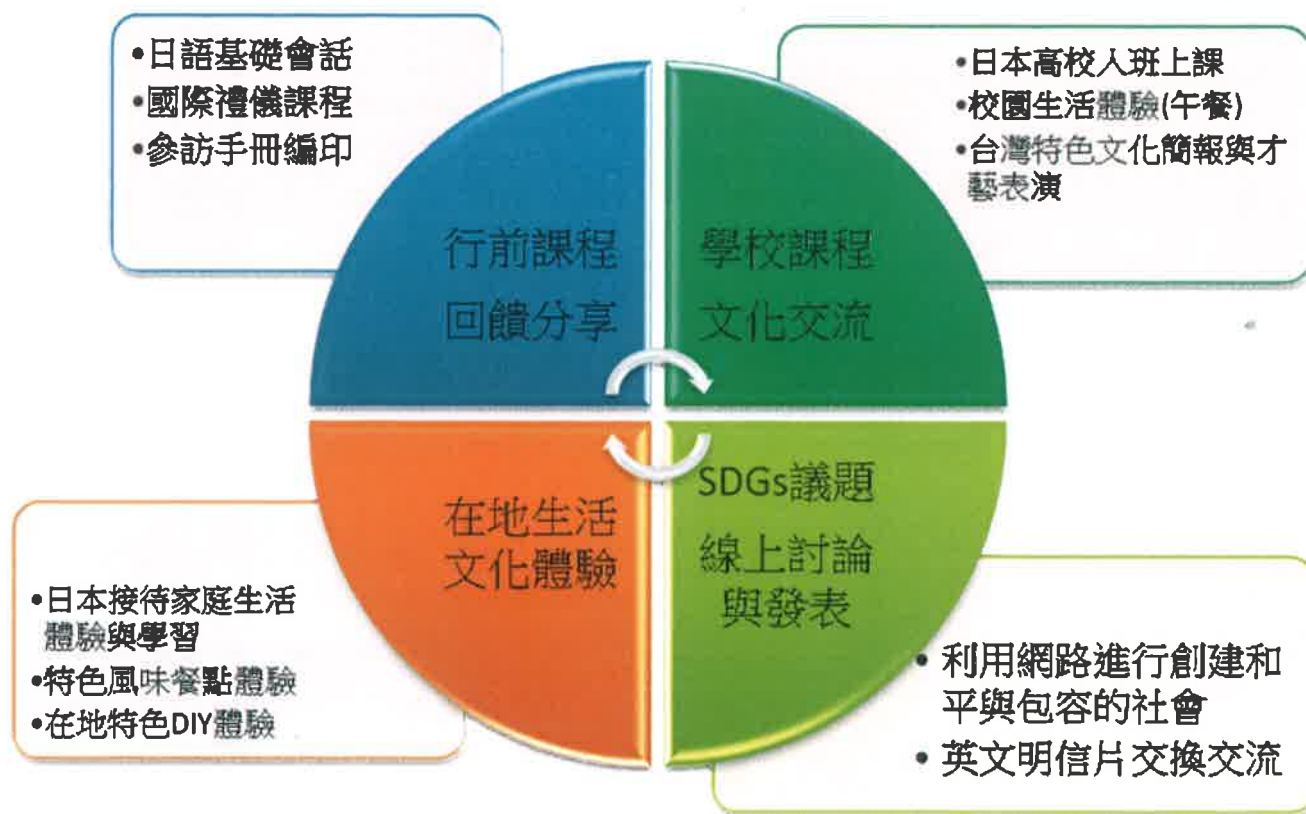 •日語基礎會話
•國際禮儀課程
•參訪手冊編印
•日本高校人班上課
•校園生活體驗(午餐)
•台灣特色文化簡報與才
藝表演
行前課程
回饋分享
學校課程
文化交流
在地生活
文化體驗
SDGs議題
線上討論
與發表
•日本接待家庭生活
體驗與學習
•特色風味餐點體驗
•在地特色DIY體驗
• 利用網路進行創建和
平與包容的社會
• 英文明信片交換交流